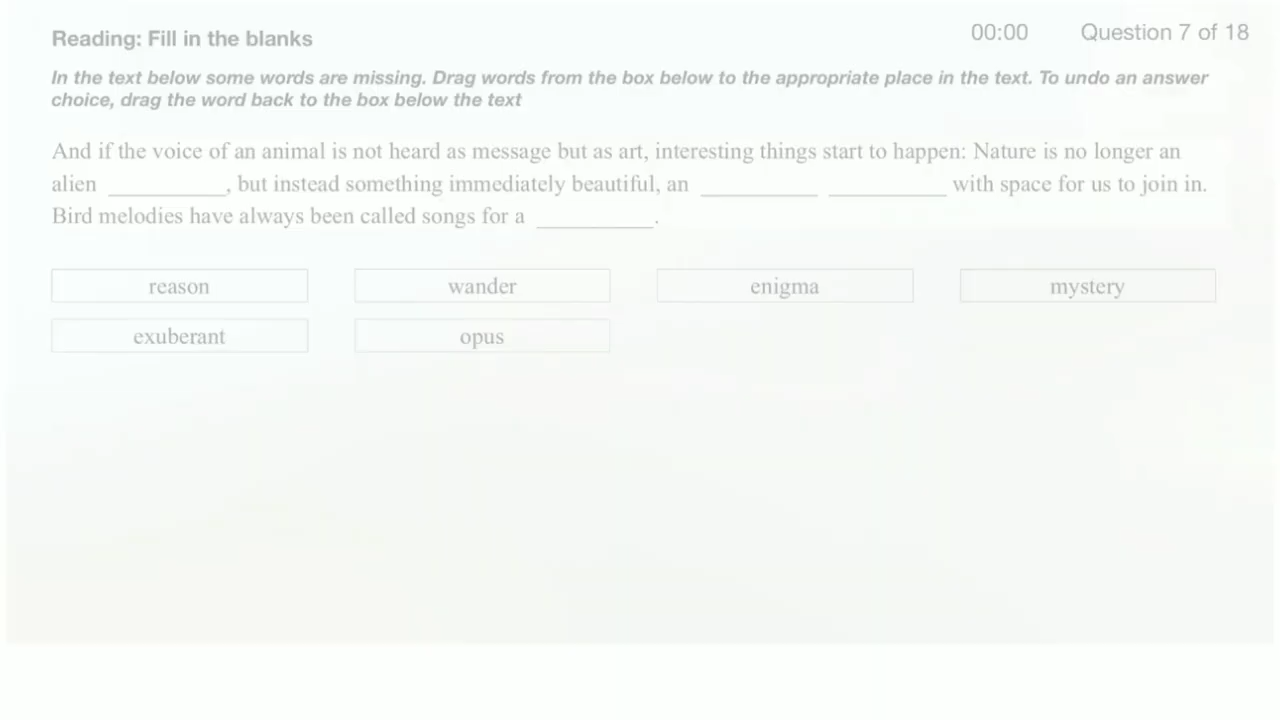 Reading: Fill in the blanks
00:00 Question 7 of 18
In the text below some words are missing. Drag words from the box below to the appropriate place in the text. To undo an answer
choice, drag the word back to the box below the text
And if the voice of an animal is not heard as message but as art, interesting things start to happen: Nature is no longer an
alien __________, but instead something immediately beautiful, an __________ __________ with space for us to join in.
Bird melodies have always been called songs for a __________.
reason wander enigma mystery
exuberant opus